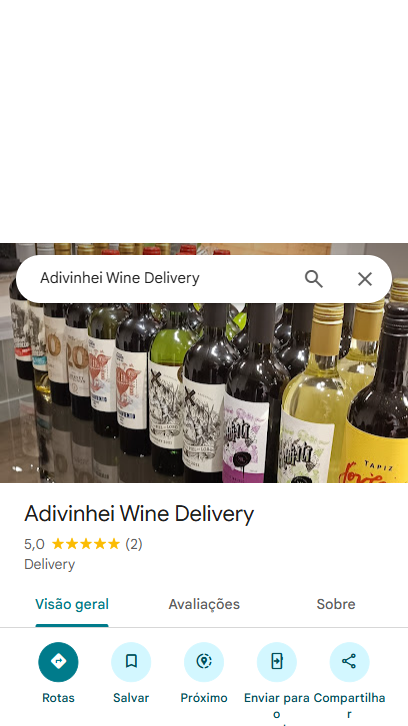 Adivinhei Wine Delivery
TAPIZ
Adivinhei Wine Delivery
5,0 (2)
Delivery
Visão geral Avaliações Sobre
Rotas Salvar Próximo Enviar para o Compartilhar